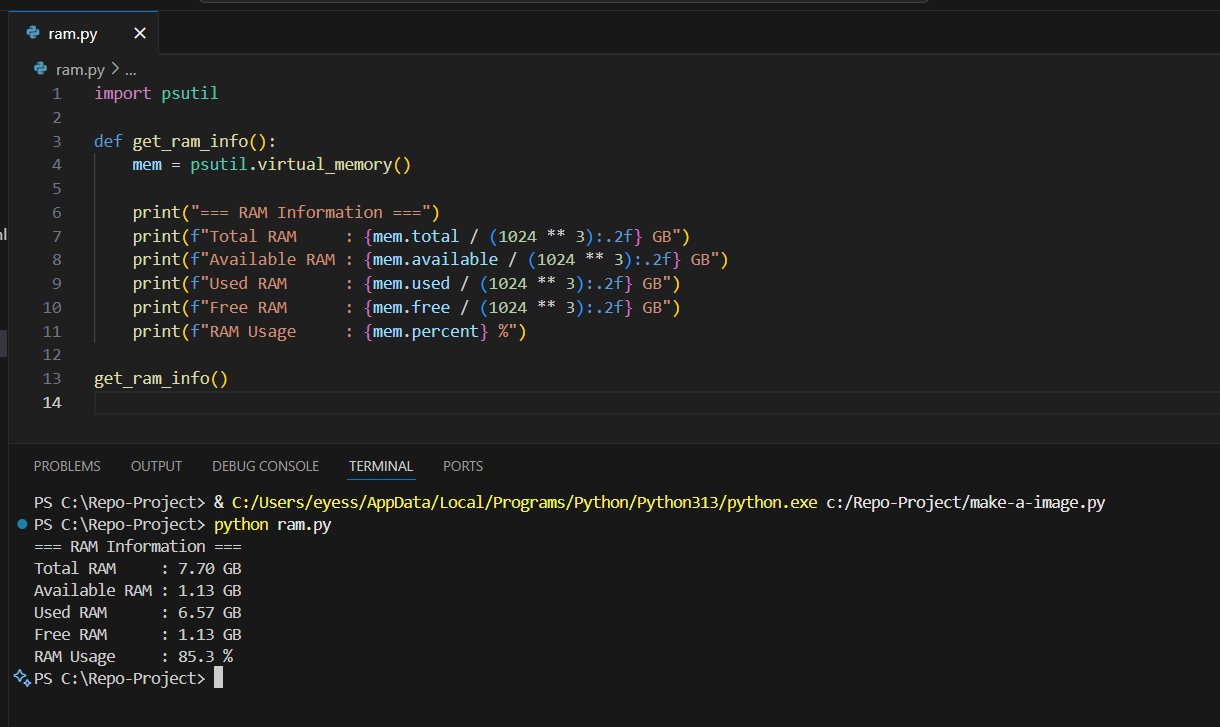 ram.py ×
ram.py > ...
1 import psutil
2
3 def get_ram_info():
4     mem = psutil.virtual_memory()
5
6     print("=== RAM Information ===")
7     print(f"Total RAM     : {mem.total / (1024 ** 3):.2f} GB")
8     print(f"Available RAM : {mem.available / (1024 ** 3):.2f} GB")
9     print(f"Used RAM      : {mem.used / (1024 ** 3):.2f} GB")
10     print(f"Free RAM      : {mem.free / (1024 ** 3):.2f} GB")
11     print(f"RAM Usage     : {mem.percent} %")
12
13 get_ram_info()
14
PROBLEMS OUTPUT DEBUG CONSOLE TERMINAL PORTS
PS C:\Repo-Project> & C:/Users/eyess/AppData/Local/Programs/Python/Python313/python.exe c:/Repo-Project/make-a-image.py
PS C:\Repo-Project> python ram.py
=== RAM Information ===
Total RAM     : 7.70 GB
Available RAM : 1.13 GB
Used RAM      : 6.57 GB
Free RAM      : 1.13 GB
RAM Usage     : 85.3 %
PS C:\Repo-Project>